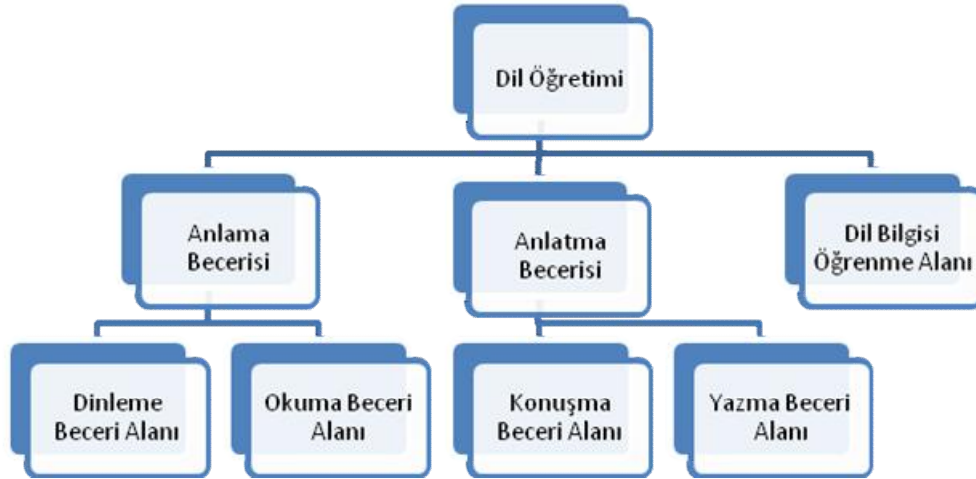 Dil Öğretimi
Anlama
Becerisi
Anlatma
Becerisi
Dil Bilgisi
Öğrenme Alanı
Dinleme
Beceri Alanı
Okuma Beceri
Alanı
Konuşma
Beceri Alanı
Yazma Beceri
Alanı